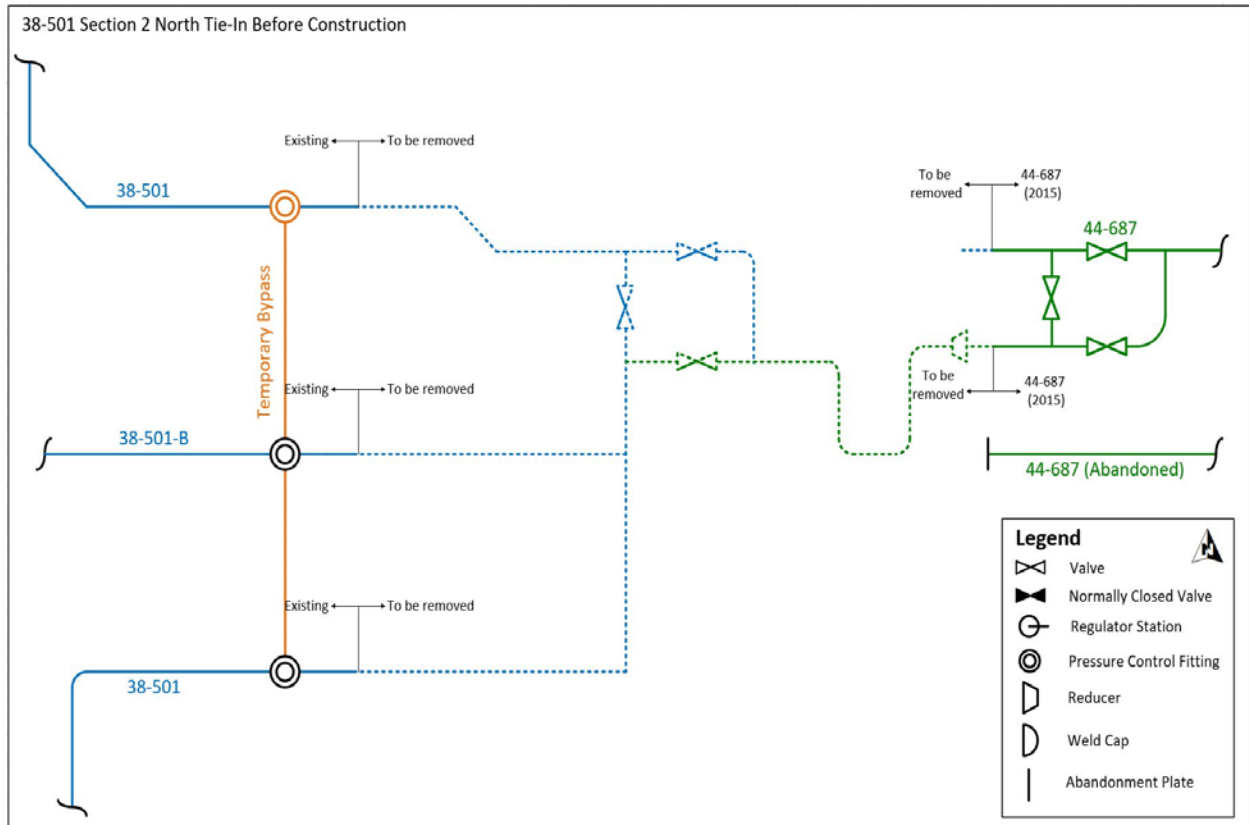 38-501 Section 2 North Tie-In Before Construction
Existing
To be removed
38-501
To be
removed
44-687
(2015)
44-687
Temporary Bypass
Existing
To be removed
38-501-B
To be
removed
44-687
(2015)
44-687 (Abandoned)
Existing
To be removed
38-501
Legend
N
Valve
Normally Closed Valve
Regulator Station
Pressure Control Fitting
Reducer
Weld Cap
Abandonment Plate